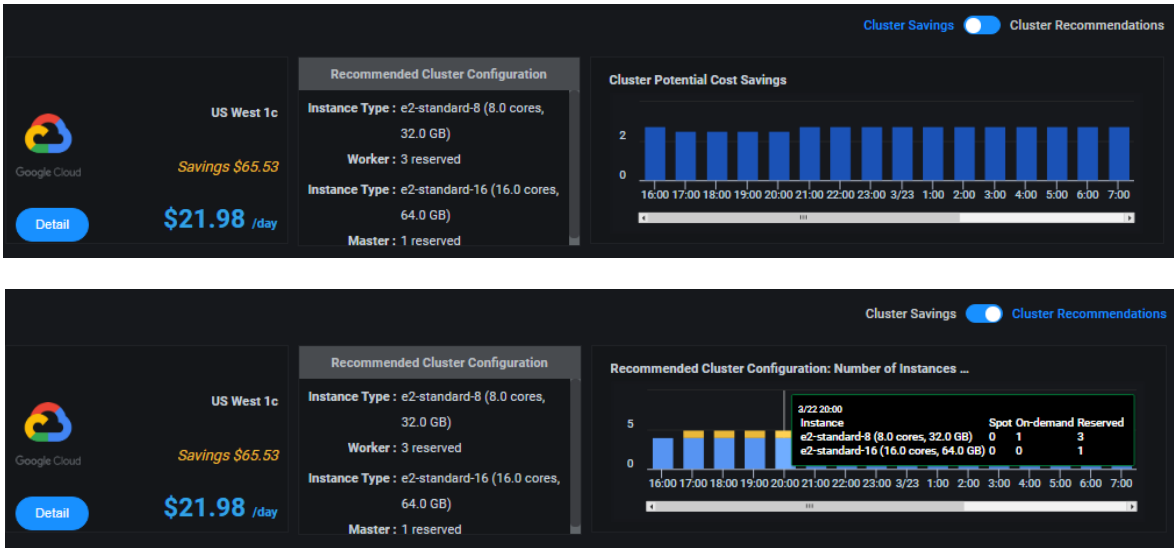 Cluster Savings Cluster Recommendations
Recommended Cluster Configuration
Cluster Potential Cost Savings
US West 1c
Google Cloud
Savings $65.53
Detail
$21.98 /day
Instance Type : e2-standard-8 (8.0 cores,
32.0 GB)
Worker : 3 reserved
Instance Type : e2-standard-16 (16.0 cores,
64.0 GB)
Master : 1 reserved
2
0
16:00 17:00 18:00 19:00 20:00 21:00 22:00 23:00 3/23 1:00 2:00 3:00 4:00 5:00 6:00 7:00
Cluster Savings Cluster Recommendations
Recommended Cluster Configuration
Recommended Cluster Configuration: Number of Instances ...
US West 1c
Google Cloud
Savings $65.53
Detail
$21.98 /day
Instance Type : e2-standard-8 (8.0 cores,
32.0 GB)
Worker : 3 reserved
Instance Type : e2-standard-16 (16.0 cores,
64.0 GB)
Master : 1 reserved
5
0
3/22 20:00
Instance Spot On-demand Reserved
e2-standard-8 (8.0 cores, 32.0 GB) 0 1 3
e2-standard-16 (16.0 cores, 64.0 GB) 0 0 1
16:00 17:00 18:00 19:00 20:00 21:00 22:00 23:00 3/23 1:00 2:00 3:00 4:00 5:00 6:00 7:00